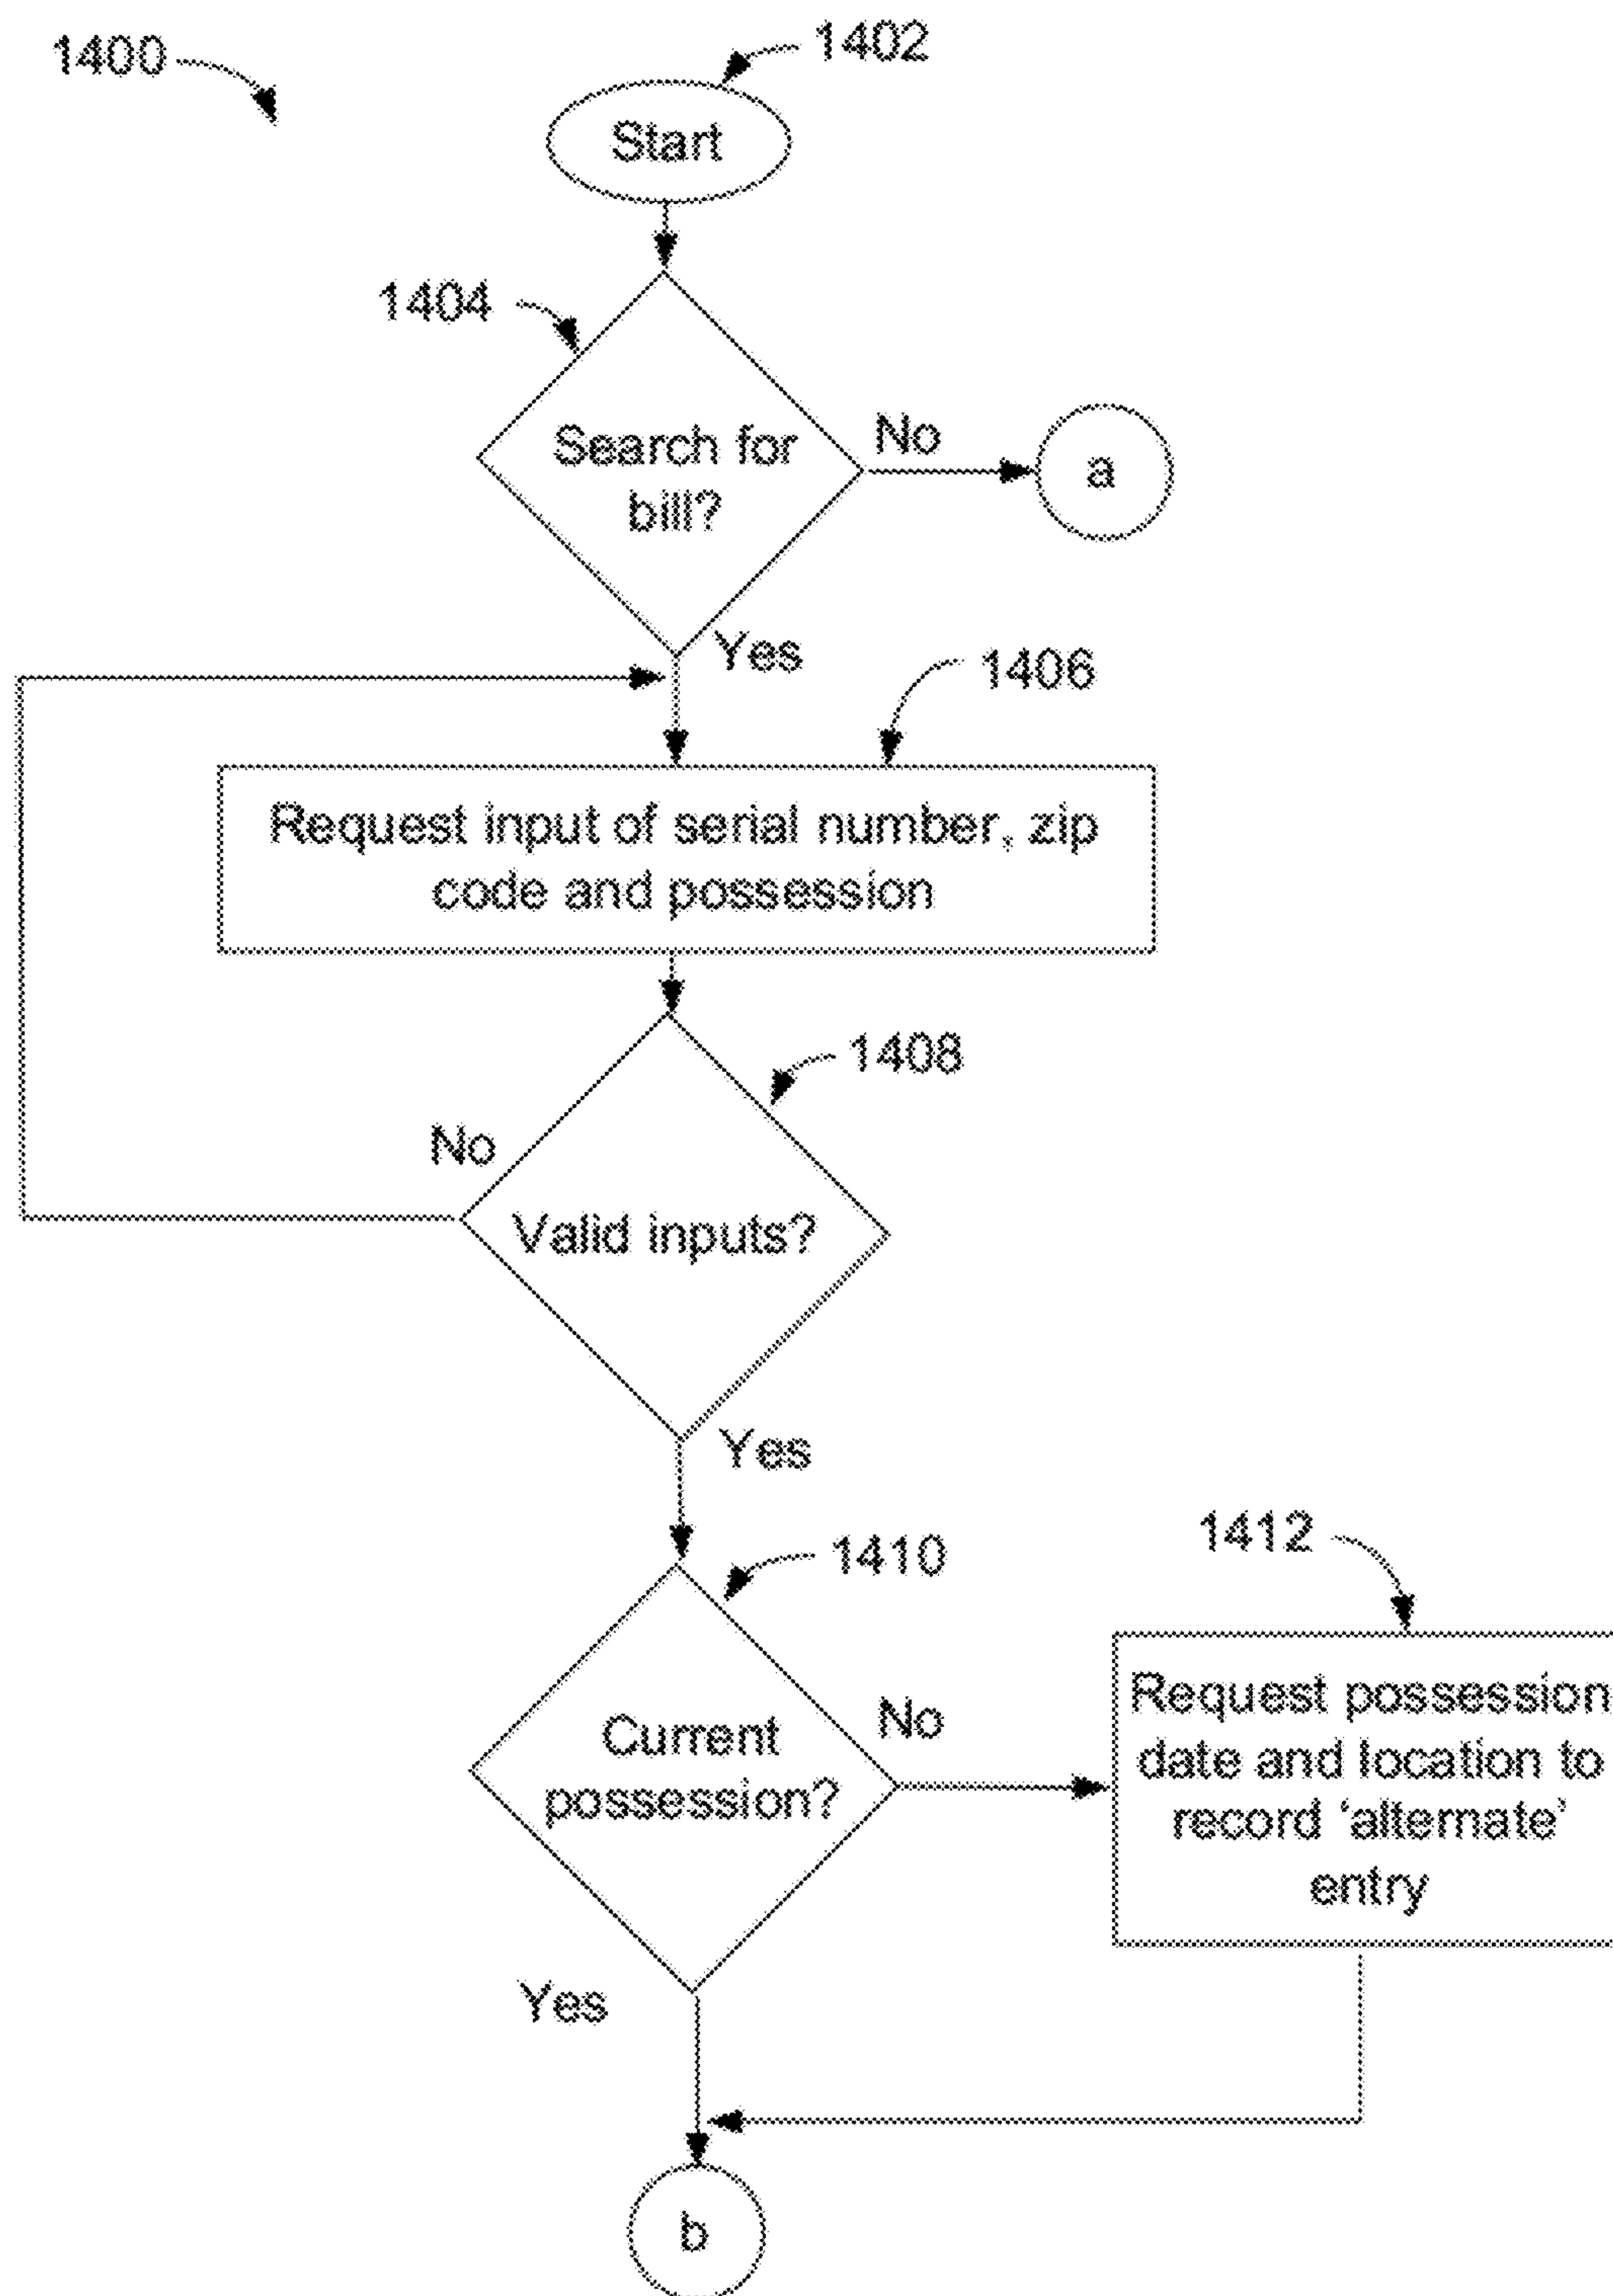 1400
1402
Start
1404
Search for
bill?
No
a
Yes
1406
Request input of serial number, zip
code and possession
1408
No
Valid inputs?
Yes
1410
1412
Current
possession?
No
Request possession
date and location to
record ‘alternate’
entry
Yes
b